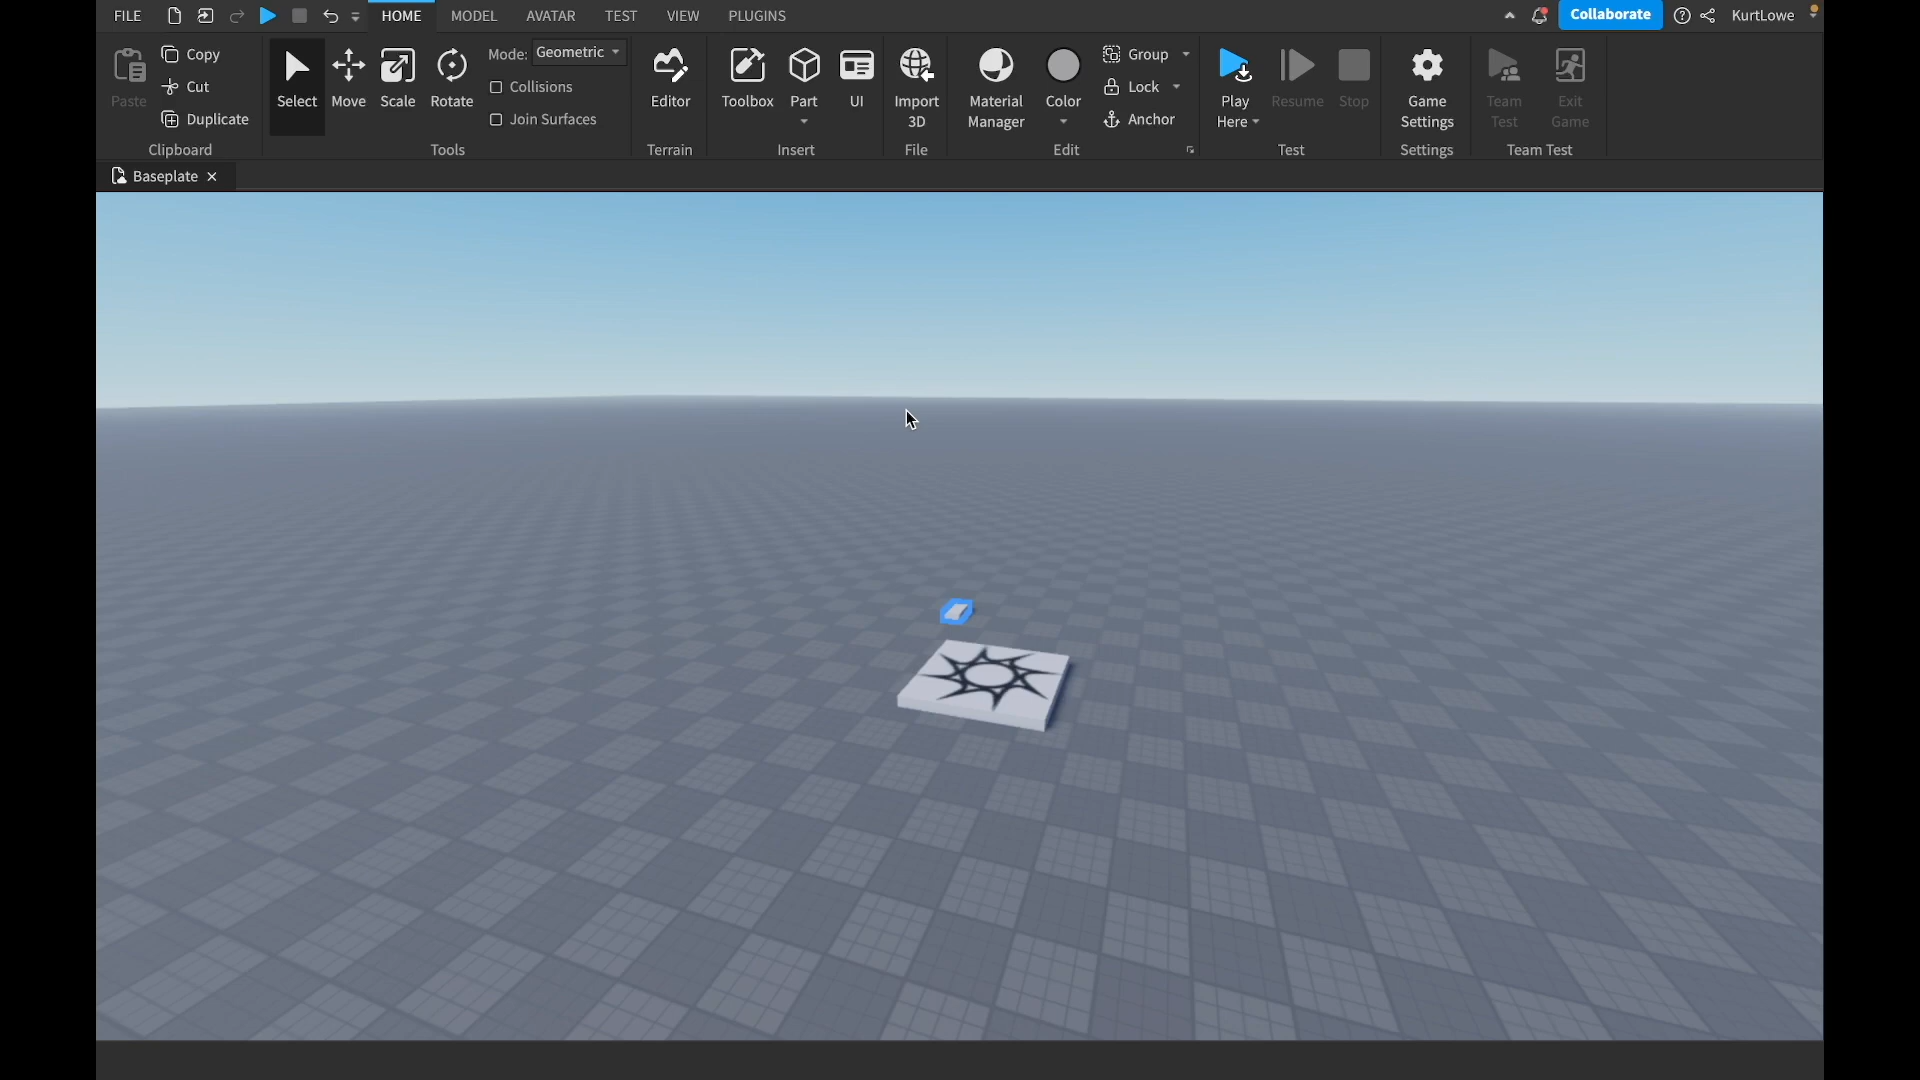 FILE HOME MODEL AVATAR TEST VIEW PLUGINS Collaborate KurtLowe
Paste Copy Cut Duplicate
Clipboard
Select Move Scale Rotate Mode: Geometric
Collisions
Join Surfaces
Tools
Editor
Terrain
Toolbox Part UI
Insert
Import 3D
File
Material Manager Color Group Lock Anchor
Edit
Play Here Resume Stop
Test
Game Settings
Settings
Team Test Exit Game
Team Test
Baseplate